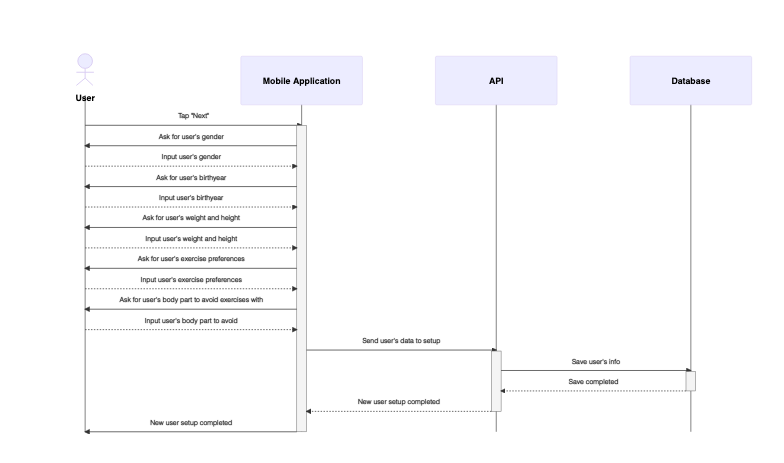 User
Mobile Application
API
Database
Tap "Next"
Ask for user's gender
Input user's gender
Ask for user's birthyear
Input user's birthyear
Ask for user's weight and height
Input user's weight and height
Ask for user's exercise preferences
Input user's exercise preferences
Ask for user's body part to avoid exercises with
Input user's body part to avoid
Send user's data to setup
Save user's info
Save completed
New user setup completed
New user setup completed